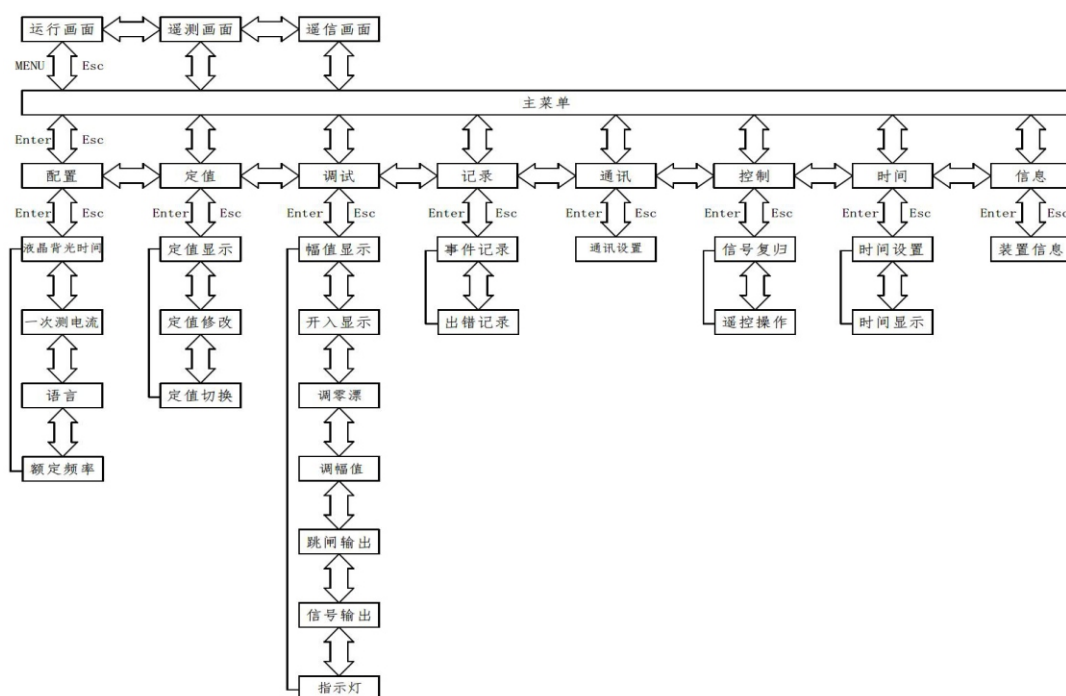 运行画面 遥测画面 遥信画面
MENU Esc
主菜单
Enter Esc
配置 定值 调试 记录 通讯 控制 时间 信息
Enter Esc Enter Esc Enter Esc Enter Esc Enter Esc Enter Esc Enter Esc Enter Esc
液晶背光时间 定值显示 幅值显示 事件记录 通讯设置 信号复归 时间设置 装置信息
一次测电流 定值修改 开入显示 出错记录 遥控操作 时间显示
语言 定值切换 调零漂
额定频率 调幅值
跳闸输出
信号输出
指示灯